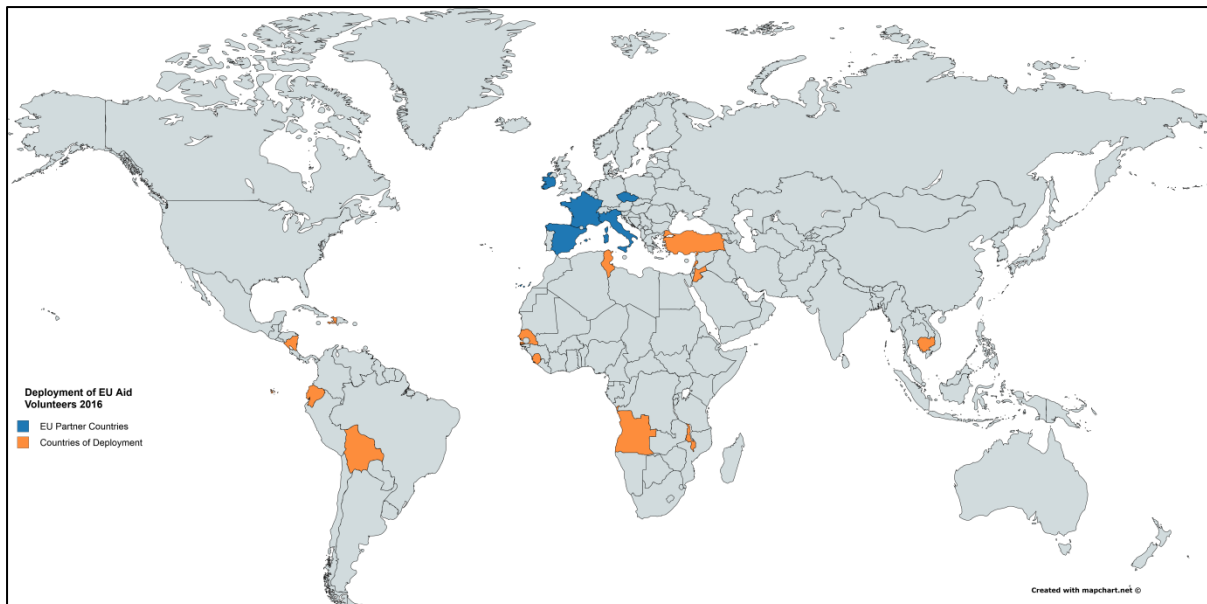 Deployment of EU Aid
Volunteers 2016
EU Partner Countries
Countries of Deployment
Created with mapchart.net ©